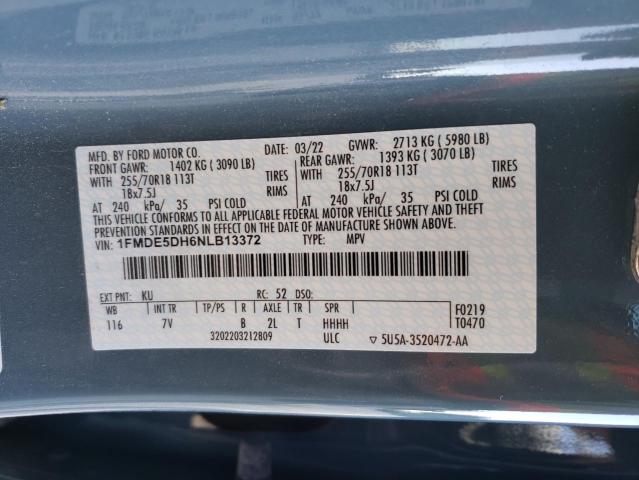 MFD. BY FORD MOTOR CO. DATE: 03/22 GVWR: 2713 KG ( 5980 LB)
FRONT GAWR: 1402 KG ( 3090 LB) REAR GAWR: 1393 KG ( 3070 LB)
WITH 255/70R18 113T TIRES WITH 255/70R18 113T TIRES
18x7.5J RIMS 18x7.5J RIMS
AT 240 kPa/ 35 PSI COLD AT 240 kPa/ 35 PSI COLD
THIS VEHICLE CONFORMS TO ALL APPLICABLE FEDERAL MOTOR VEHICLE SAFETY AND THEFT
PREVENTION STANDARDS IN EFFECT ON THE DATE OF MANUFACTURE SHOWN ABOVE.
VIN: 1FMDE5DH6NLB13372 TYPE: MPV
EXT PNT: KU RC: 52 DSO:
WB INT TR TP/PS R AXLE TR SPR F0219
116 7V B 2L T HHHH T0470
3202203212809 ULC 5U5A-3520472-AA